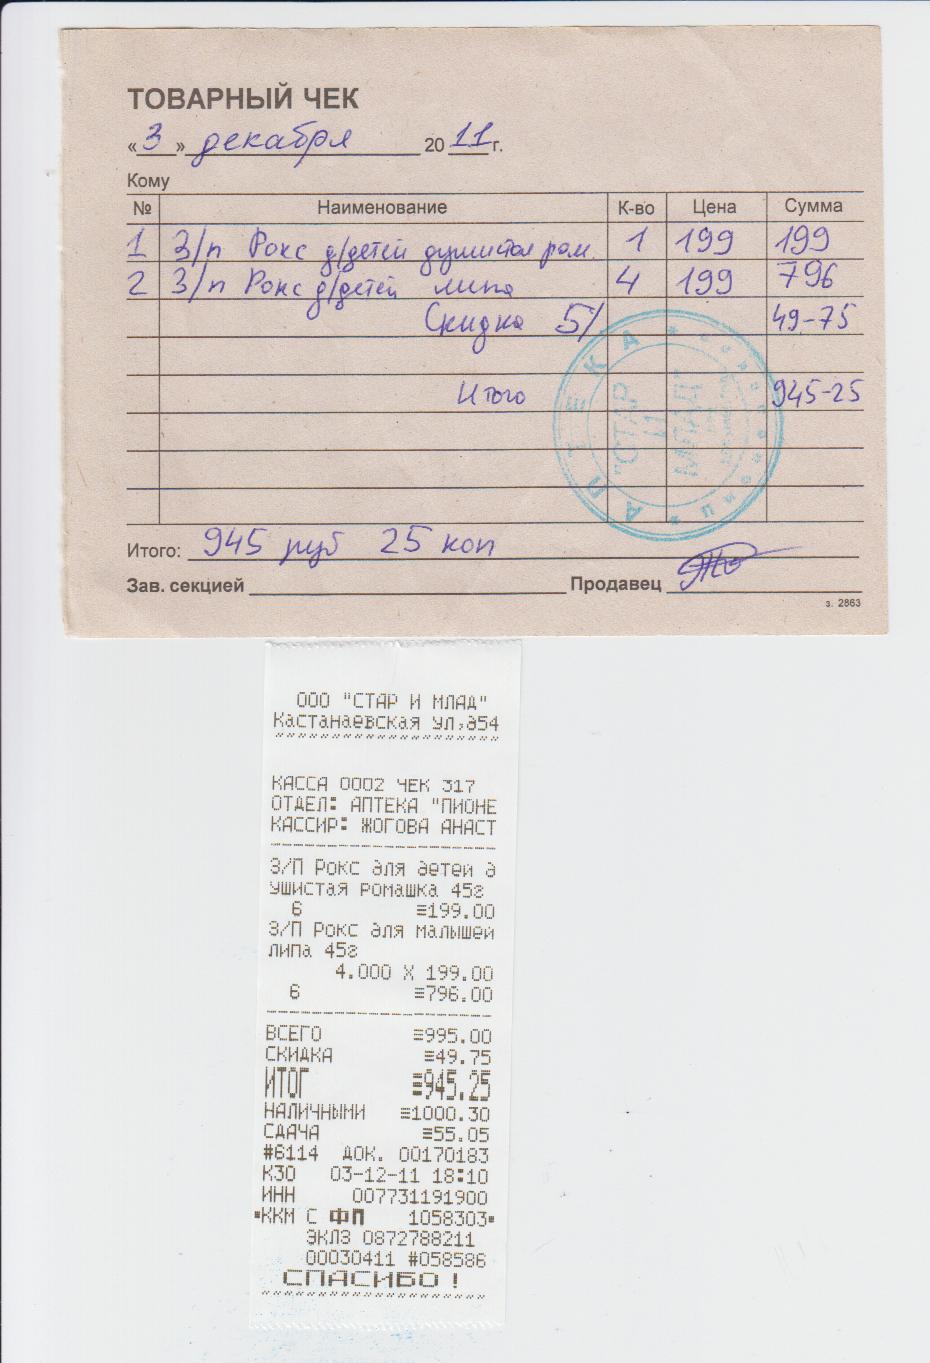 ТОВАРНЫЙ ЧЕК
«3» декабря 2011 г.
Кому
№ Наименование К-во Цена Сумма
1 З/п Рокс д/детей душистая ром. 1 199 199
2 З/п Рокс д/детей липа 4 199 796
Скидка 5% 49-75
Итого 945-25
АПТЕКА
"СТАР И МЛАД"
Итого: 945 руб 25 коп
Зав. секцией Продавец
з. 2863
ООО "СТАР И МЛАД"
Кастанаевская ул,д54
КАССА 0002 ЧЕК 317
ОТДЕЛ: АПТЕКА "ПИОНЕ
КАССИР: ЖОГОВА АНАСТ
З/П Рокс для детей д
ушистая ромашка 45г
6 ≡199.00
З/П Рокс для малышей
липа 45г
4.000 X 199.00
6 ≡796.00
ВСЕГО ≡995.00
СКИДКА ≡49.75
ИТОГ ≡945.25
НАЛИЧНЫМИ ≡1000.30
СДАЧА ≡55.05
#6114 ДОК. 00170183
К30 03-12-11 18:10
ИНН 007731191900
*ККМ С ФП 1058303*
ЭКЛЗ 0872788211
00030411 #058586
СПАСИБО !